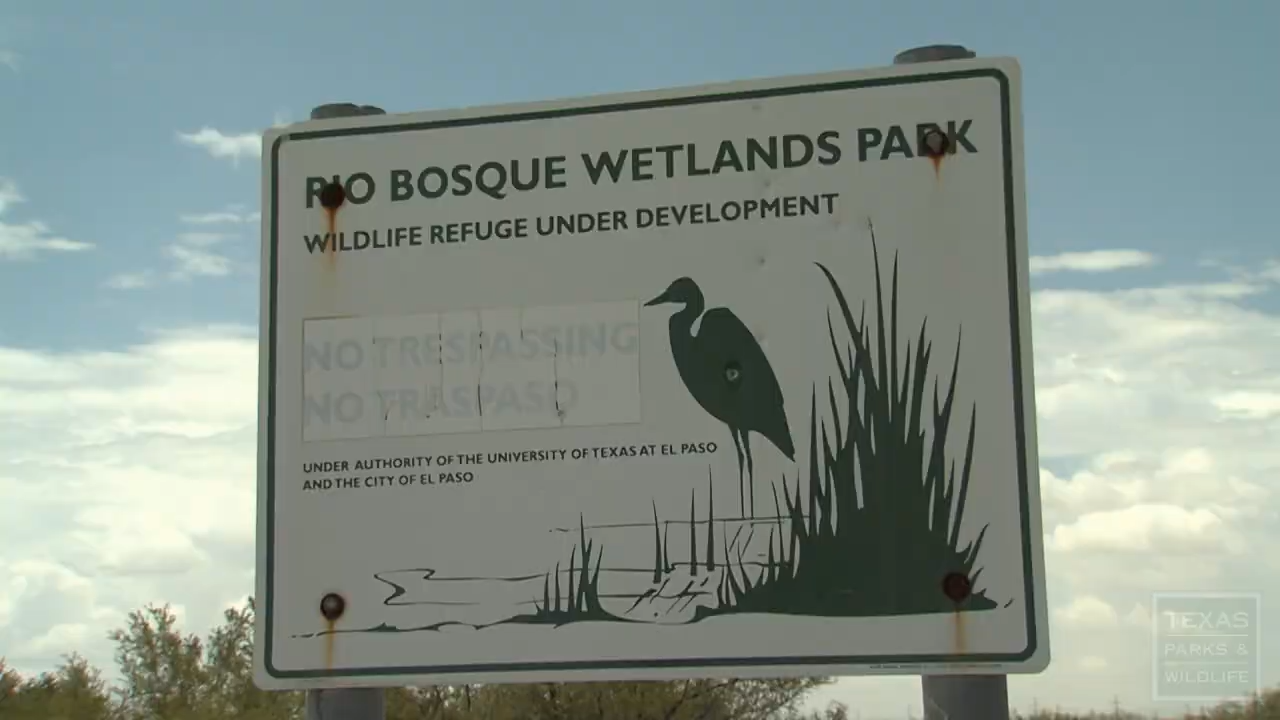 RIO BOSQUE WETLANDS PARK
WILDLIFE REFUGE UNDER DEVELOPMENT
NO TRESPASSING
NO TRASPASO
UNDER AUTHORITY OF THE UNIVERSITY OF TEXAS AT EL PASO
AND THE CITY OF EL PASO
TEXAS
PARKS &
WILDLIFE